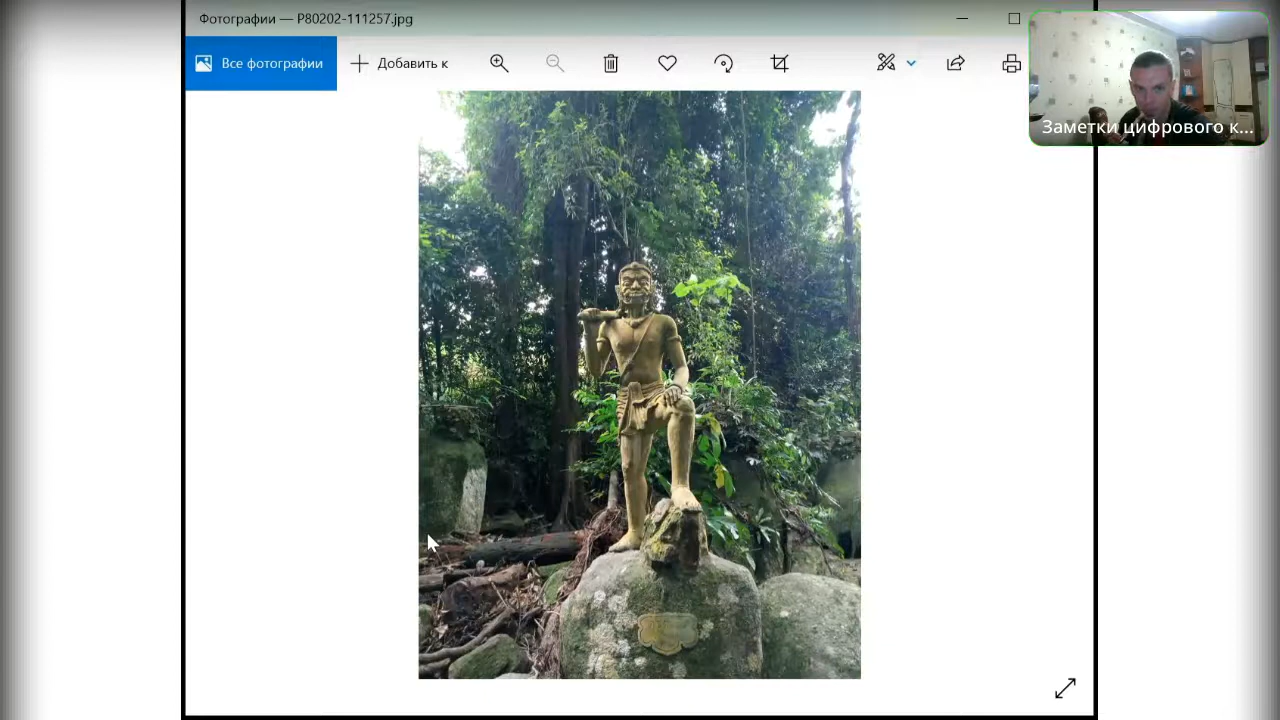 Фотографии — P80202-111257.jpg
Все фотографии
Добавить к
Заметки цифрового к...